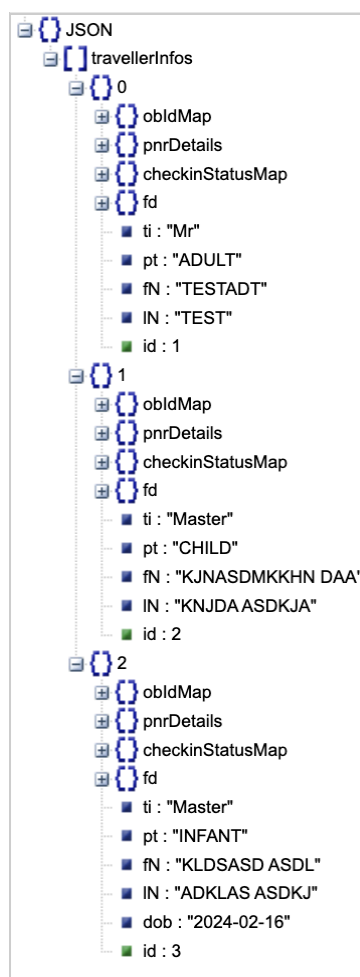 JSON
travellerInfos
0
obIdMap
pnrDetails
checkinStatusMap
fd
ti : "Mr"
pt : "ADULT"
fN : "TESTADT"
lN : "TEST"
id : 1
1
obIdMap
pnrDetails
checkinStatusMap
fd
ti : "Master"
pt : "CHILD"
fN : "KJNASDMKKHN DAA"
lN : "KNJDA ASDKJA"
id : 2
2
obIdMap
pnrDetails
checkinStatusMap
fd
ti : "Master"
pt : "INFANT"
fN : "KLDSASD ASDL"
lN : "ADKLAS ASDKJ"
dob : "2024-02-16"
id : 3